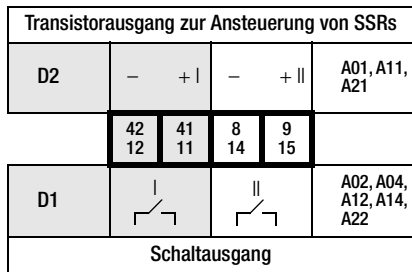 Transistorausgang zur Ansteuerung von SSRs
D2 – + I – + II A01, A11,
A21
42 41 8 9
12 11 14 15
D1 I II A02, A04,
A12, A14,
A22
Schaltausgang